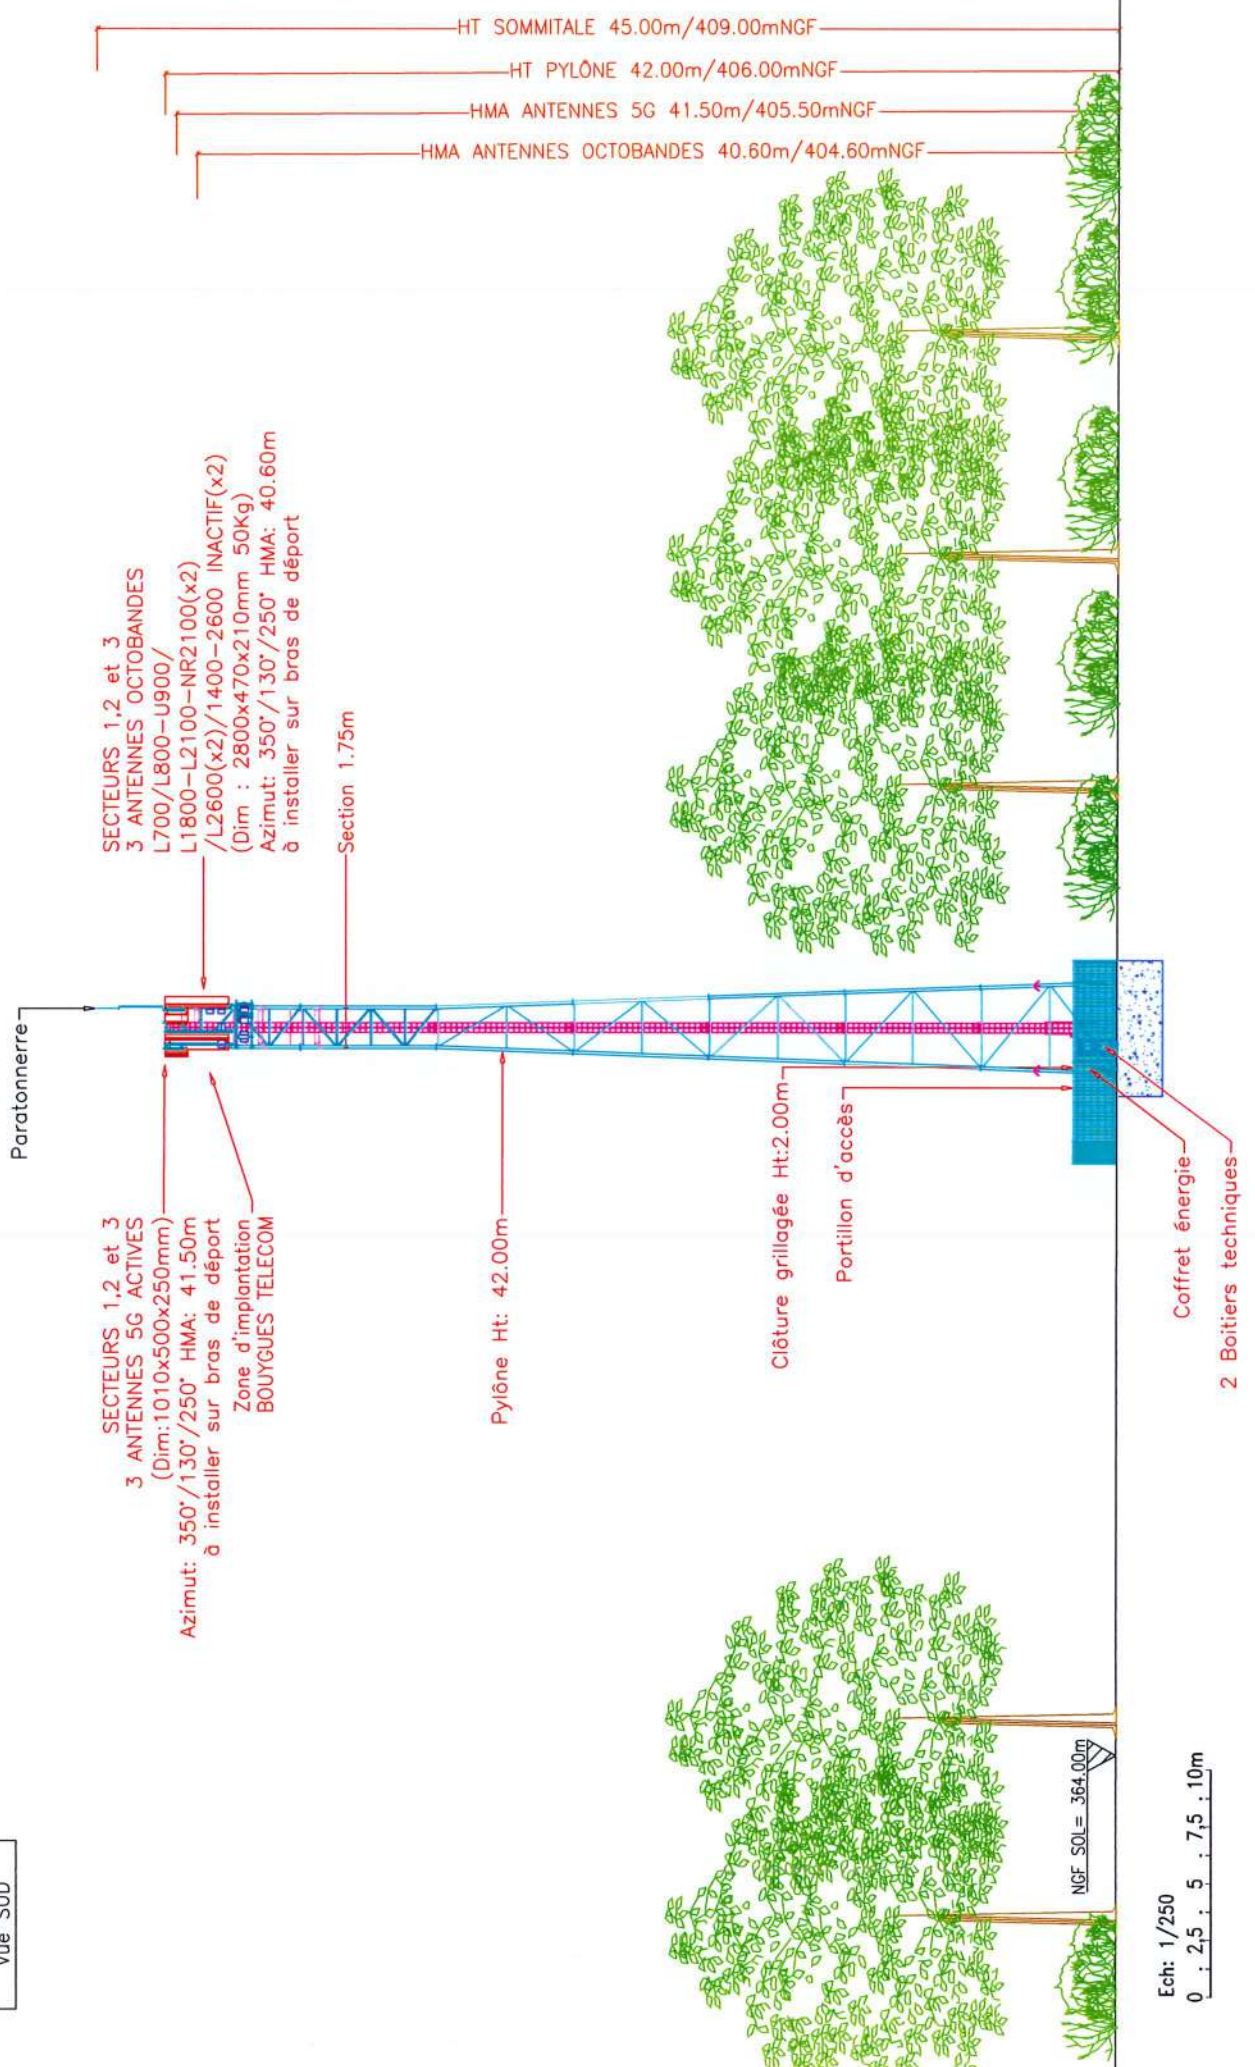 Vue SUD
HT SOMMITALE 45.00m/409.00mNGF
HT PYLÔNE 42.00m/406.00mNGF
HMA ANTENNES 5G 41.50m/405.50mNGF
HMA ANTENNES OCTOBANDES 40.60m/404.60mNGF
Paratonnerre
SECTEURS 1,2 et 3
3 ANTENNES 5G ACTIVES
(Dim:1010x500x250mm)
Azimut: 350°/130°/250° HMA: 41.50m
à installer sur bras de déport
Zone d'implantation
BOUYGUES TELECOM
SECTEURS 1,2 et 3
3 ANTENNES OCTOBANDES
L700/L800-U900/
L1800-L2100-NR2100(x2)
/L2600(x2)/1400-2600 INACTIF(x2)
(Dim : 2800x470x210mm 50Kg)
Azimut: 350°/130°/250° HMA: 40.60m
à installer sur bras de déport
Section 1.75m
Pylône Ht: 42.00m
Clôture grillagée Ht:2.00m
Portillon d'accès
Coffret énergie
2 Boitiers techniques
NGF SOL= 364.00m
Ech: 1/250
0 2,5 5 7,5 10m